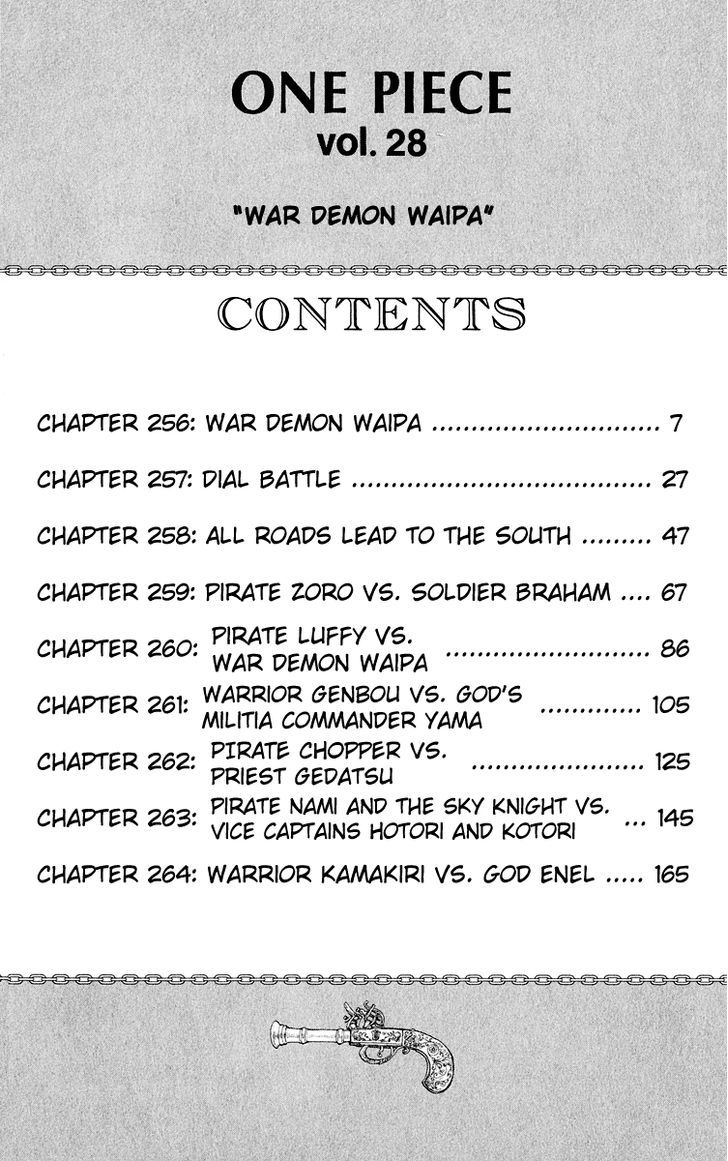 ONE PIECE
vol. 28
"WAR DEMON WAIPA"
CONTENTS
CHAPTER 256: WAR DEMON WAIPA ............................. 7
CHAPTER 257: DIAL BATTLE ...................................... 27
CHAPTER 258: ALL ROADS LEAD TO THE SOUTH ......... 47
CHAPTER 259: PIRATE ZORO VS. SOLDIER BRAHAM .... 67
CHAPTER 260: PIRATE LUFFY VS.
WAR DEMON WAIPA .......................... 86
CHAPTER 261: WARRIOR GENBOU VS. GOD'S
MILITIA COMMANDER YAMA ............. 105
CHAPTER 262: PIRATE CHOPPER VS.
PRIEST GEDATSU ...................... 125
CHAPTER 263: PIRATE NAMI AND THE SKY KNIGHT VS.
VICE CAPTAINS HOTORI AND KOTORI ... 145
CHAPTER 264: WARRIOR KAMAKIRI VS. GOD ENEL ..... 165